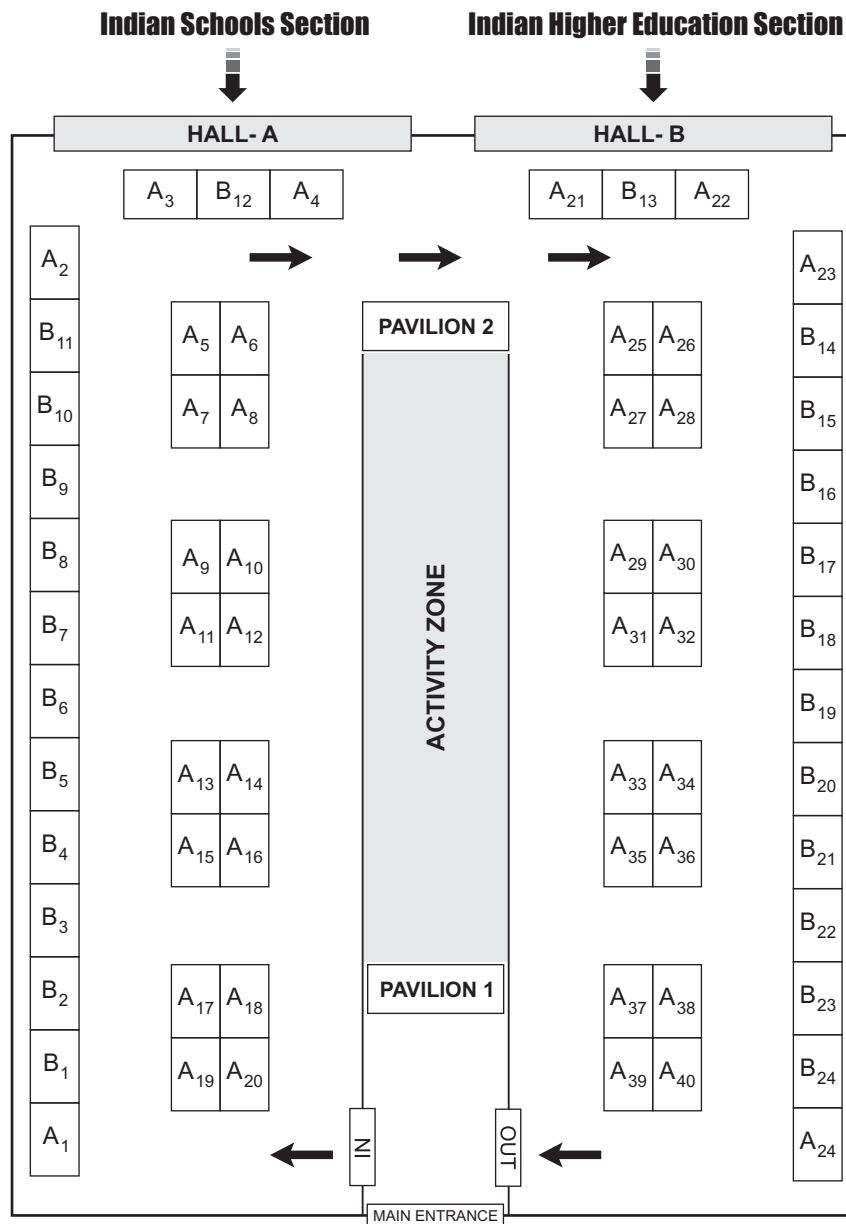 Indian Schools Section
Indian Higher Education Section
HALL- A
HALL- B
A3 B12 A4
A21 B13 A22
A2
B11
B10
B9
B8
B7
B6
B5
B4
B3
B2
B1
A1
A5 A6
A7 A8
A9 A10
A11 A12
A13 A14
A15 A16
A17 A18
A19 A20
PAVILION 2
ACTIVITY ZONE
PAVILION 1
IN
OUT
MAIN ENTRANCE
A25 A26
A27 A28
A29 A30
A31 A32
A33 A34
A35 A36
A37 A38
A39 A40
A23
B14
B15
B16
B17
B18
B19
B20
B21
B22
B23
B24
A24